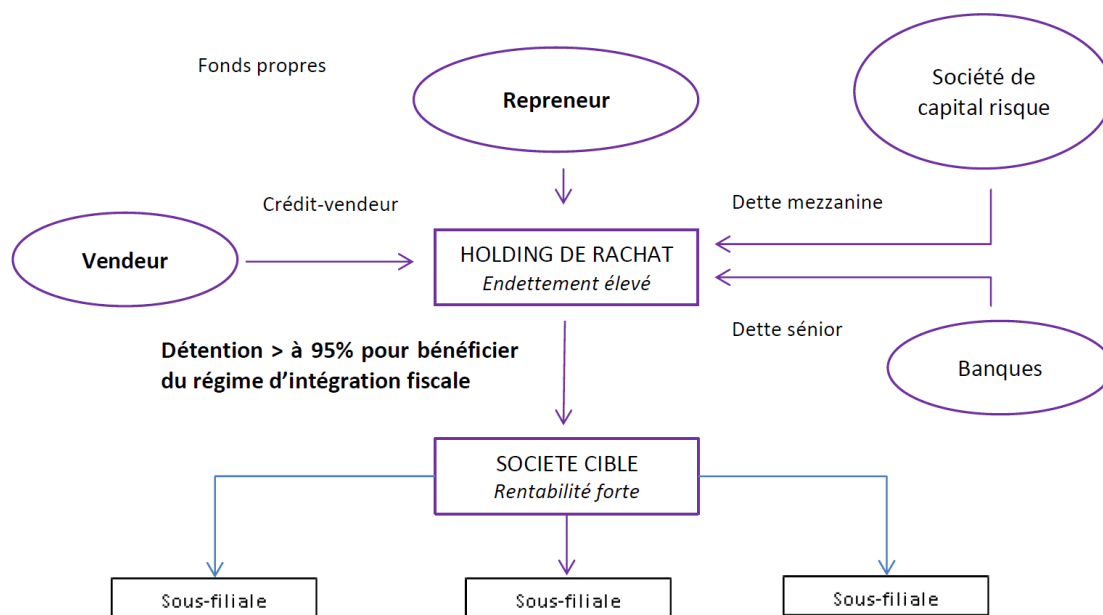 Fonds propres
Repreneur
Société de
capital risque
Crédit-vendeur
Dette mezzanine
Vendeur
HOLDING DE RACHAT
Endettement élevé
Dette sénior
Détention > à 95% pour bénéficier
du régime d’intégration fiscale
Banques
SOCIETE CIBLE
Rentabilité forte
Sous-filiale
Sous-filiale
Sous-filiale